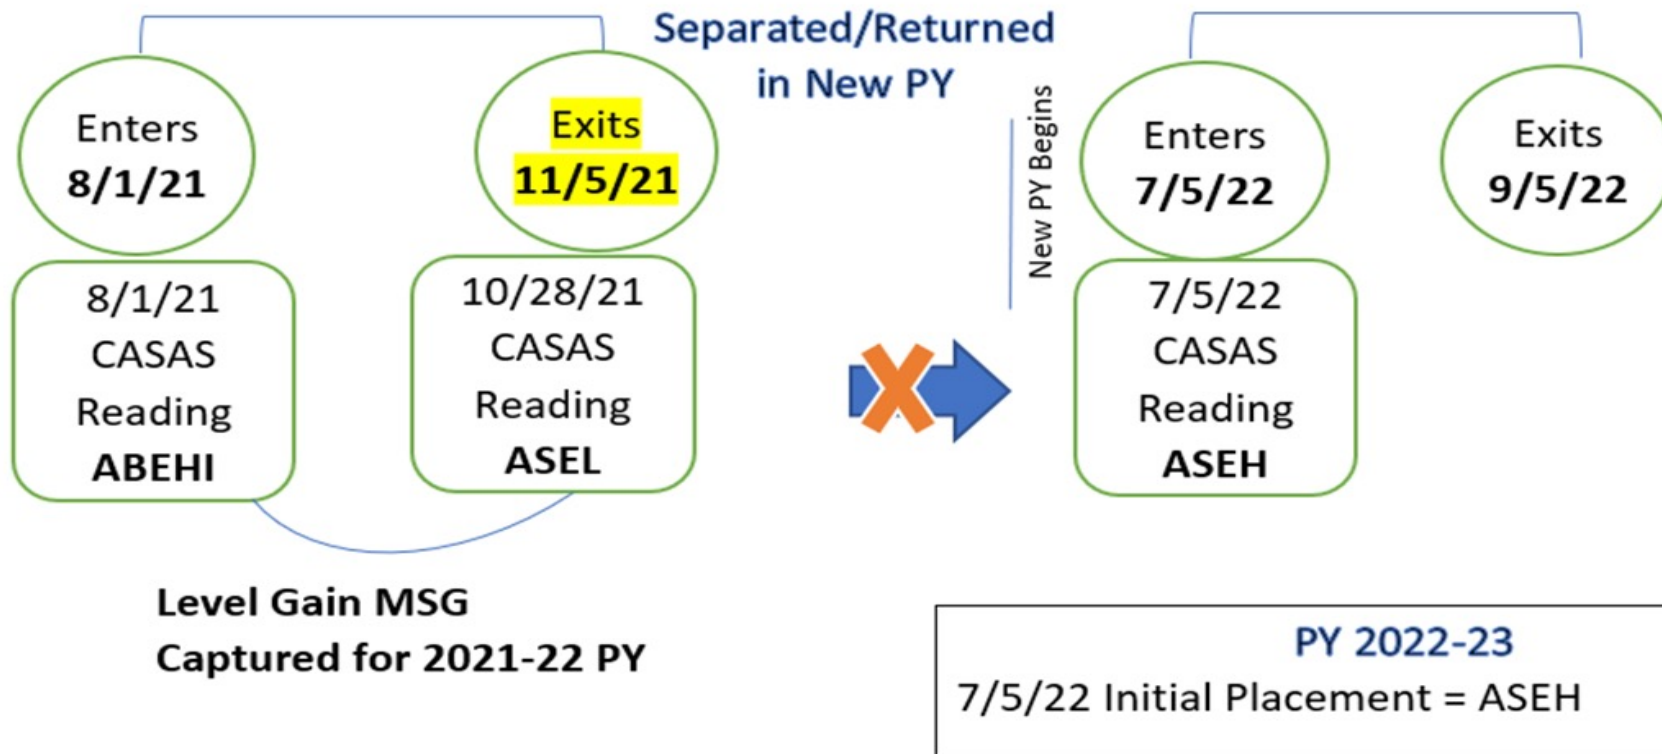 Separated/Returned
in New PY
Enters
8/1/21
Exits
11/5/21
New PY Begins
Enters
7/5/22
Exits
9/5/22
8/1/21
CASAS
Reading
ABEHI
10/28/21
CASAS
Reading
ASEL
7/5/22
CASAS
Reading
ASEH
Level Gain MSG
Captured for 2021-22 PY
PY 2022-23
7/5/22 Initial Placement = ASEH